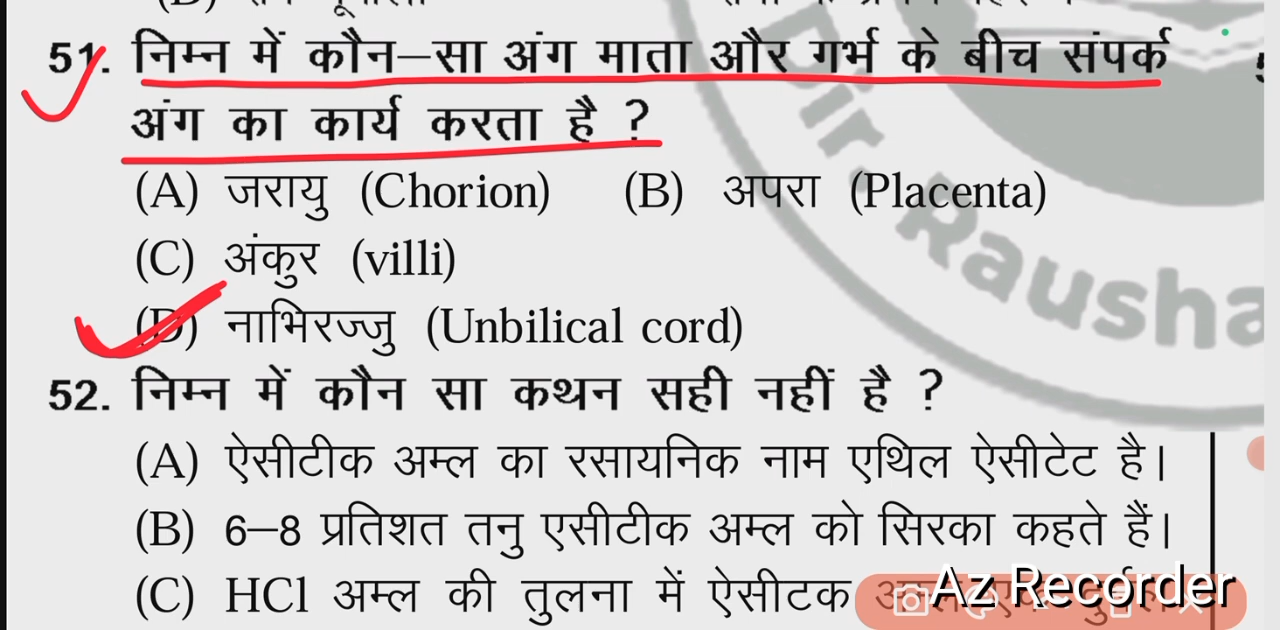 51. निम्न में कौन–सा अंग माता और गर्भ के बीच संपर्क
अंग का कार्य करता है ?
(A) जरायु (Chorion) (B) अपरा (Placenta)
(C) अंकुर (villi)
(D) नाभिरज्जु (Unbilical cord)
52. निम्न में कौन सा कथन सही नहीं है ?
(A) ऐसीटीक अम्ल का रसायनिक नाम एथिल ऐसीटेट है।
(B) 6–8 प्रतिशत तनु एसीटीक अम्ल को सिरका कहते हैं।
(C) HCl अम्ल की तुलना में ऐसीटक
Az Recorder
Dir. Rausha